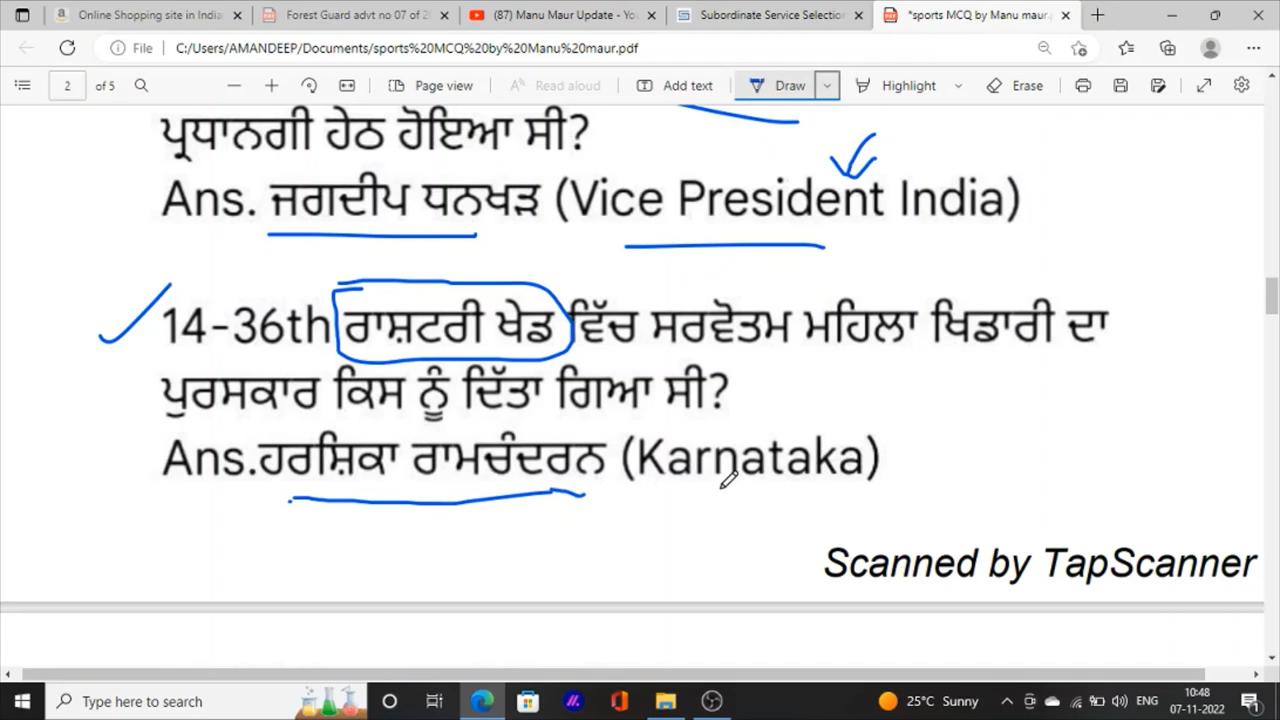 Online Shopping site in India
Forest Guard advt no 07 of 20
(87) Manu Maur Update - You
Subordinate Service Selection
*sports MCQ by Manu maur.p
File
C:/Users/AMANDEEP/Documents/sports%20MCQ%20by%20Manu%20maur.pdf
2 of 5
Page view
Read aloud
Add text
Draw
Highlight
Erase
ਪ੍ਰਧਾਨਗੀ ਹੇਠ ਹੋਇਆ ਸੀ?
Ans. ਜਗਦੀਪ ਧਨਖੜ (Vice President India)
14-36th ਰਾਸ਼ਟਰੀ ਖੇਡ ਵਿੱਚ ਸਰਵੋਤਮ ਮਹਿਲਾ ਖਿਡਾਰੀ ਦਾ
ਪੁਰਸਕਾਰ ਕਿਸ ਨੂੰ ਦਿੱਤਾ ਗਿਆ ਸੀ?
Ans.ਹਰਸ਼ਿਕਾ ਰਾਮਚੰਦਰਨ (Karnataka)
Scanned by TapScanner
Type here to search
25°C Sunny
ENG
10:48
07-11-2022
1